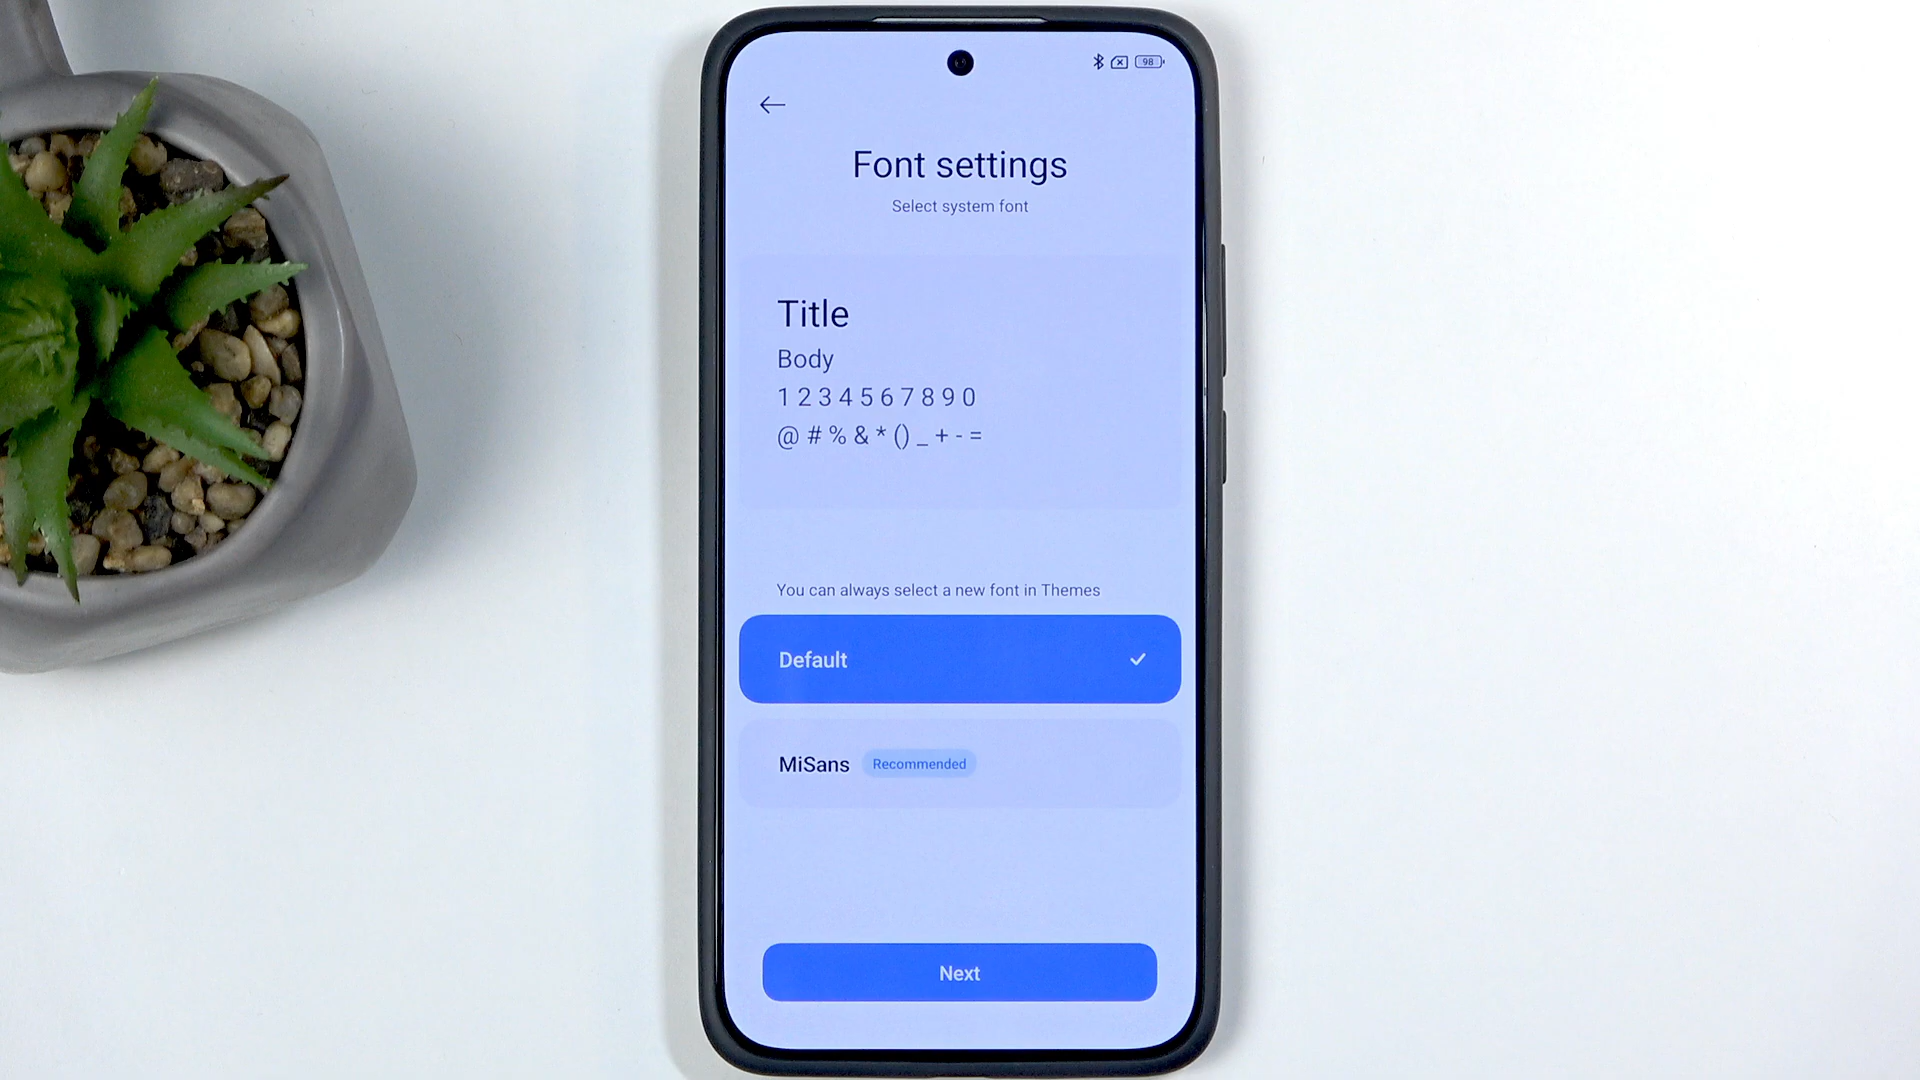 98
Font settings
Select system font
Title
Body
1 2 3 4 5 6 7 8 9 0
@ # % & * () _ + - =
You can always select a new font in Themes
Default
MiSans Recommended
Next